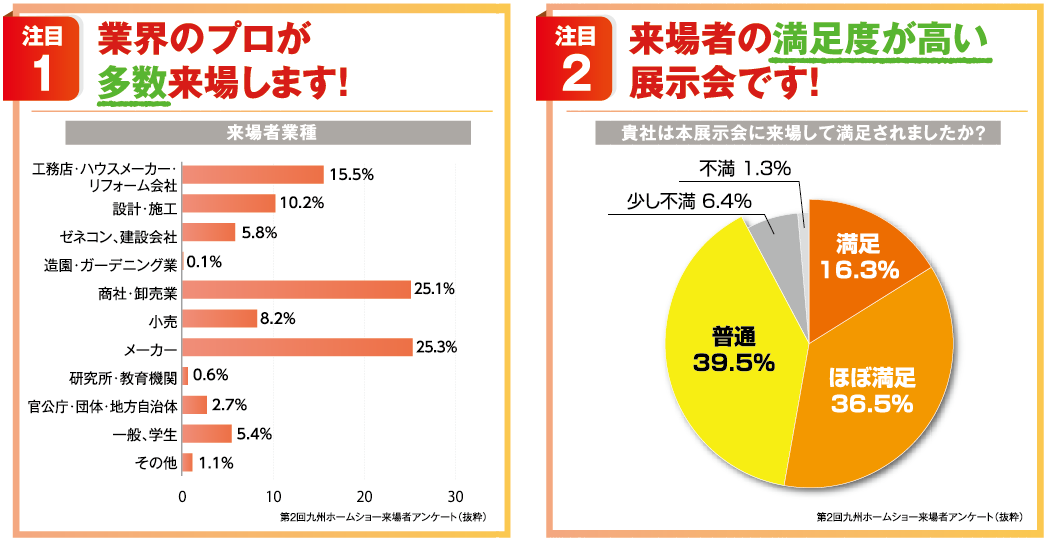 注目
1
業界のプロが
多数来場します!
来場者業種
工務店・ハウスメーカー・
リフォーム会社
15.5%
設計・施工
10.2%
ゼネコン、建設会社
5.8%
造園・ガーデニング業
0.1%
商社・卸売業
25.1%
小売
8.2%
メーカー
25.3%
研究所・教育機関
0.6%
官公庁・団体・地方自治体
2.7%
一般、学生
5.4%
その他
1.1%
0 10 20 30
第2回九州ホームショー来場者アンケート(抜粋)
注目
2
来場者の満足度が高い
展示会です!
貴社は本展示会に来場して満足されましたか?
不満 1.3%
少し不満 6.4%
満足
16.3%
普通
39.5%
ほぼ満足
36.5%
第2回九州ホームショー来場者アンケート(抜粋)